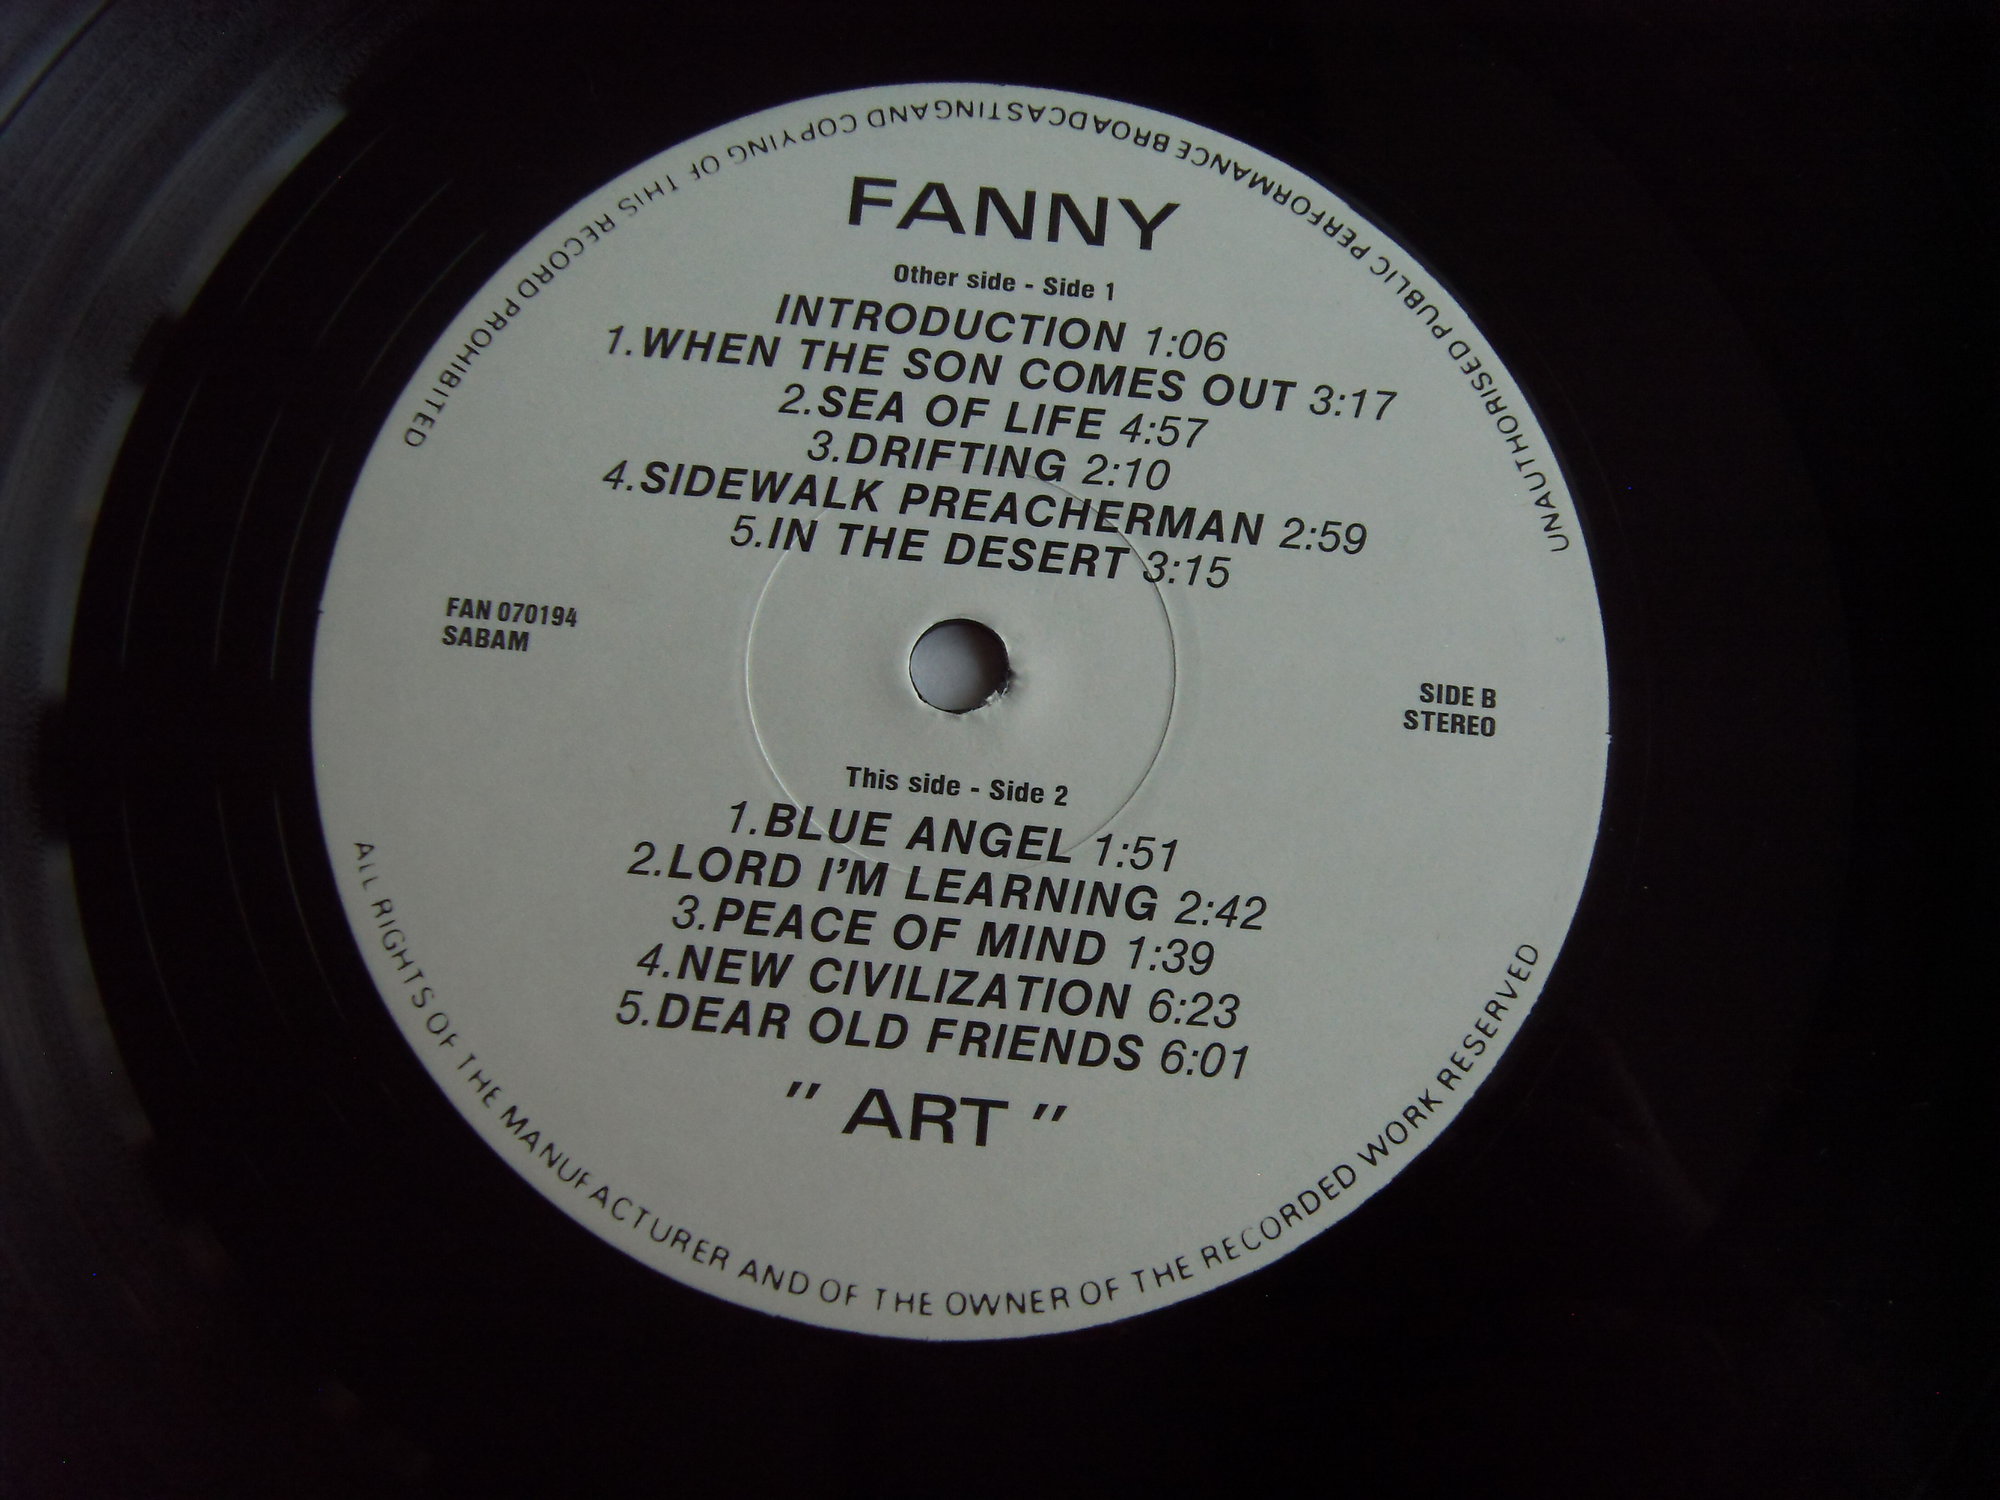 UNAUTHORISED PUBLIC PERFORMANCE BROADCASTINGAND COPYING OF THIS RECORD PROHIBITED
FANNY
Other side - Side 1
INTRODUCTION 1:06
1.WHEN THE SON COMES OUT 3:17
2.SEA OF LIFE 4:57
3.DRIFTING 2:10
4.SIDEWALK PREACHERMAN 2:59
5.IN THE DESERT 3:15
FAN 070194
SABAM
SIDE B
STEREO
This side - Side 2
1.BLUE ANGEL 1:51
2.LORD I'M LEARNING 2:42
3.PEACE OF MIND 1:39
4.NEW CIVILIZATION 6:23
5.DEAR OLD FRIENDS 6:01
" ART "
ALL RIGHTS OF THE MANUFACTURER AND OF THE OWNER OF THE RECORDED WORK RESERVED